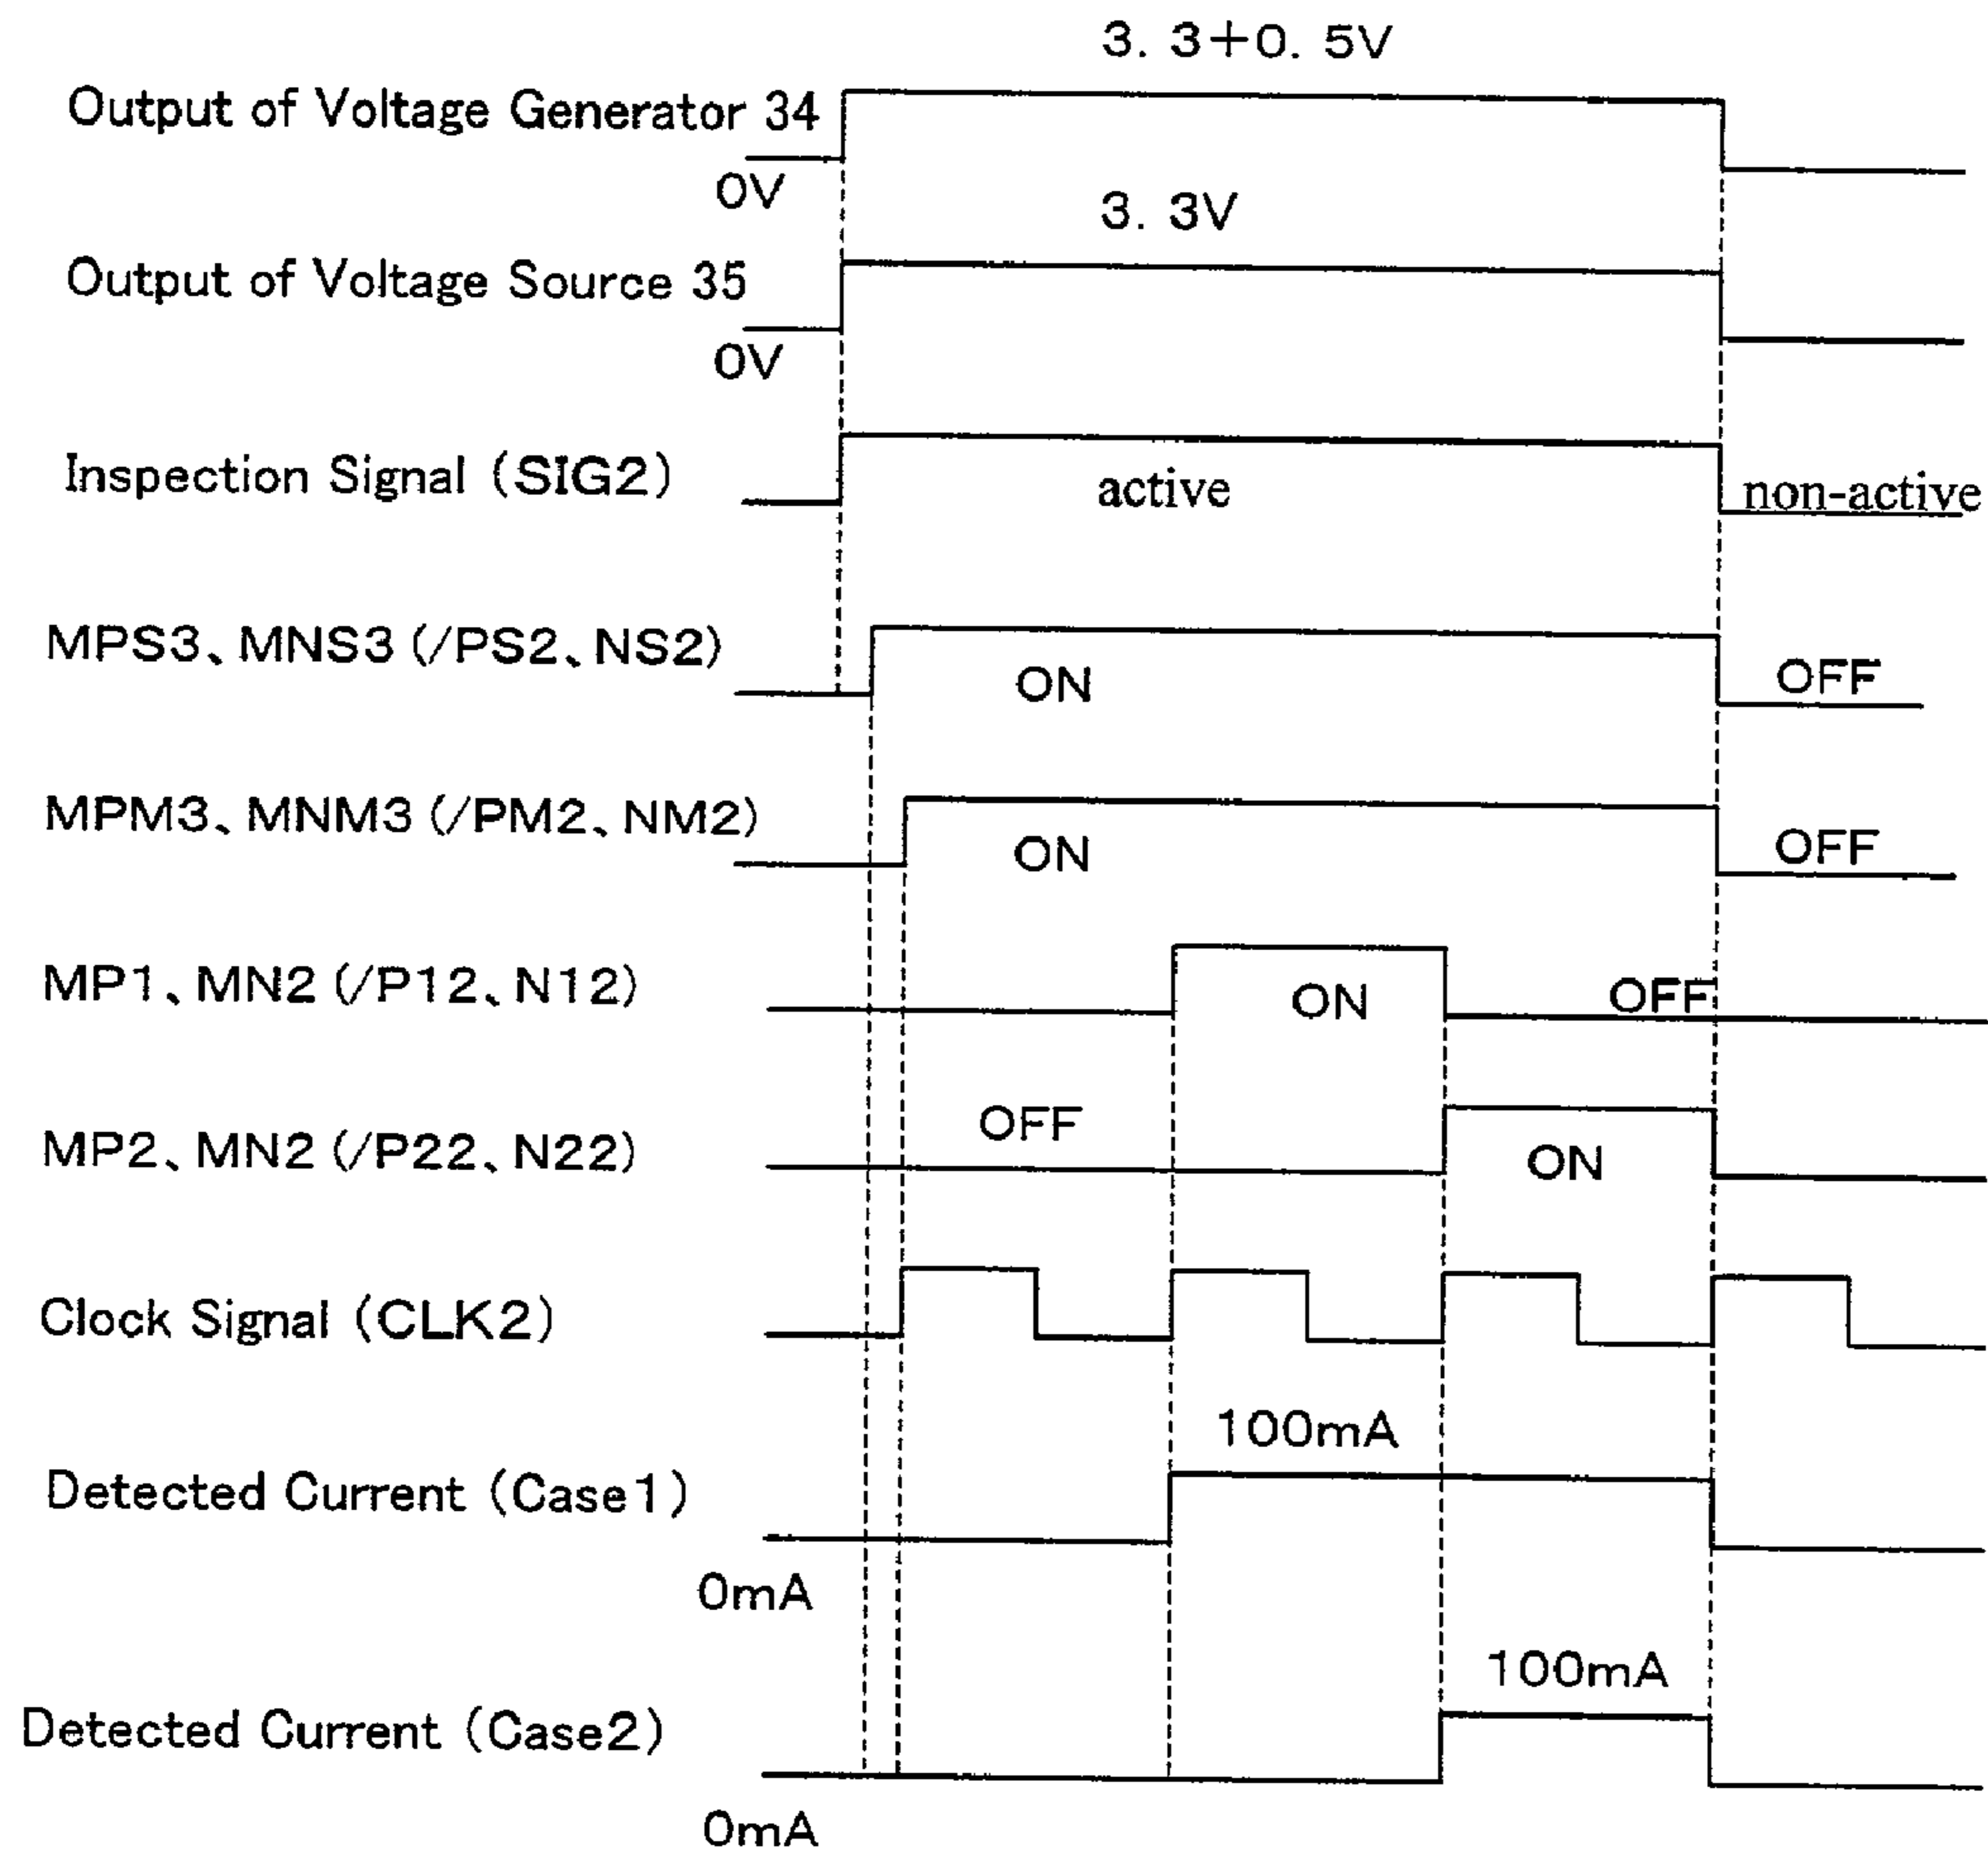 3. 3+0. 5V
Output of Voltage Generator 34
0V
3. 3V
Output of Voltage Source 35
0V
Inspection Signal (SIG2)
active
non-active
MPS3、MNS3 (/PS2、NS2)
ON
OFF
MPM3、MNM3 (/PM2、NM2)
ON
OFF
MP1、MN2 (/P12、N12)
ON
OFF
OFF
MP2、MN2 (/P22、N22)
ON
Clock Signal (CLK2)
100mA
Detected Current (Case1)
0mA
100mA
Detected Current (Case2)
0mA